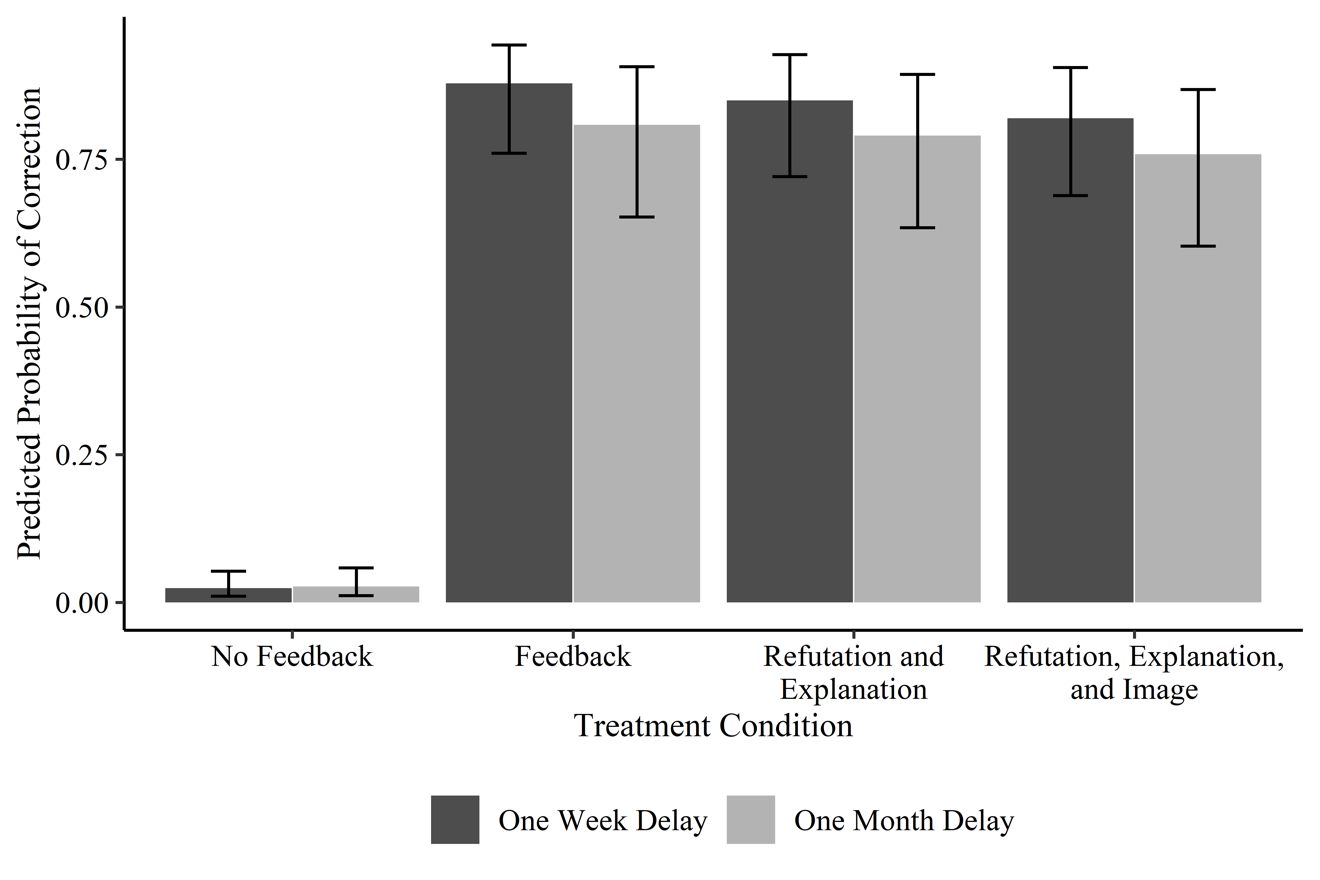 Predicted Probability of Correction
0.75
0.50
0.25
0.00
No Feedback
Feedback
Refutation and
Explanation
Refutation, Explanation,
and Image
Treatment Condition
One Week Delay
One Month Delay